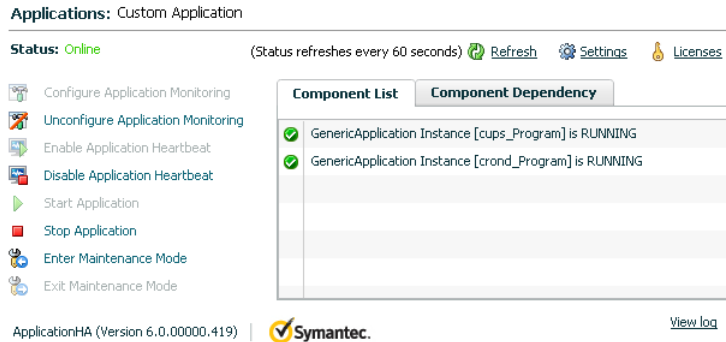 Applications: Custom Application
Status: Online
(Status refreshes every 60 seconds) Refresh Settings Licenses
Configure Application Monitoring
Unconfigure Application Monitoring
Enable Application Heartbeat
Disable Application Heartbeat
Start Application
Stop Application
Enter Maintenance Mode
Exit Maintenance Mode
Component List Component Dependency
GenericApplication Instance [cups_Program] is RUNNING
GenericApplication Instance [crond_Program] is RUNNING
View log
ApplicationHA (Version 6.0.00000.419)
Symantec.